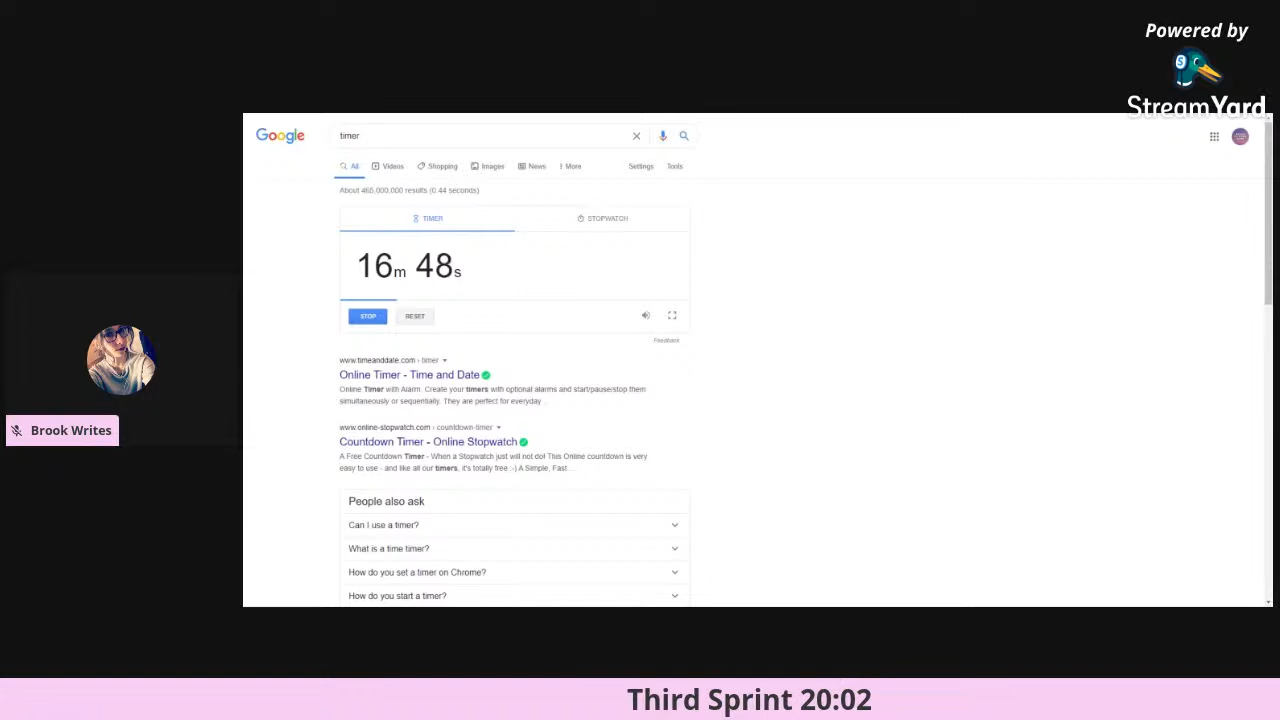 Powered by
StreamYard
Google
timer
All Videos Shopping Images News More Settings Tools
About 465,000,000 results (0.44 seconds)
TIMER STOPWATCH
16m 48s
STOP RESET
Feedback
www.timeanddate.com › timer
Online Timer - Time and Date
Online Timer with Alarm. Create your timers with optional alarms and start/pause/stop them
simultaneously or sequentially. They are perfect for everyday ...
www.online-stopwatch.com › countdown-timer
Countdown Timer - Online Stopwatch
A Free Countdown Timer - When a Stopwatch just will not do! This Online countdown is very
easy to use - and like all our timers, it's totally free :-) A Simple, Fast ...
People also ask
Can I use a timer?
What is a time timer?
How do you set a timer on Chrome?
How do you start a timer?
Brook Writes
Third Sprint 20:02